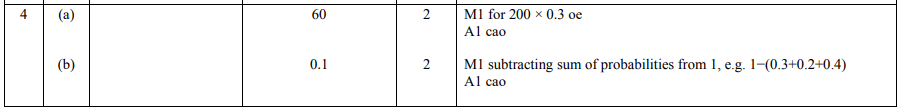 4 (a) 60 2 M1 for 200 × 0.3 oe
A1 cao
(b) 0.1 2 M1 subtracting sum of probabilities from 1, e.g. 1−(0.3+0.2+0.4)
A1 cao